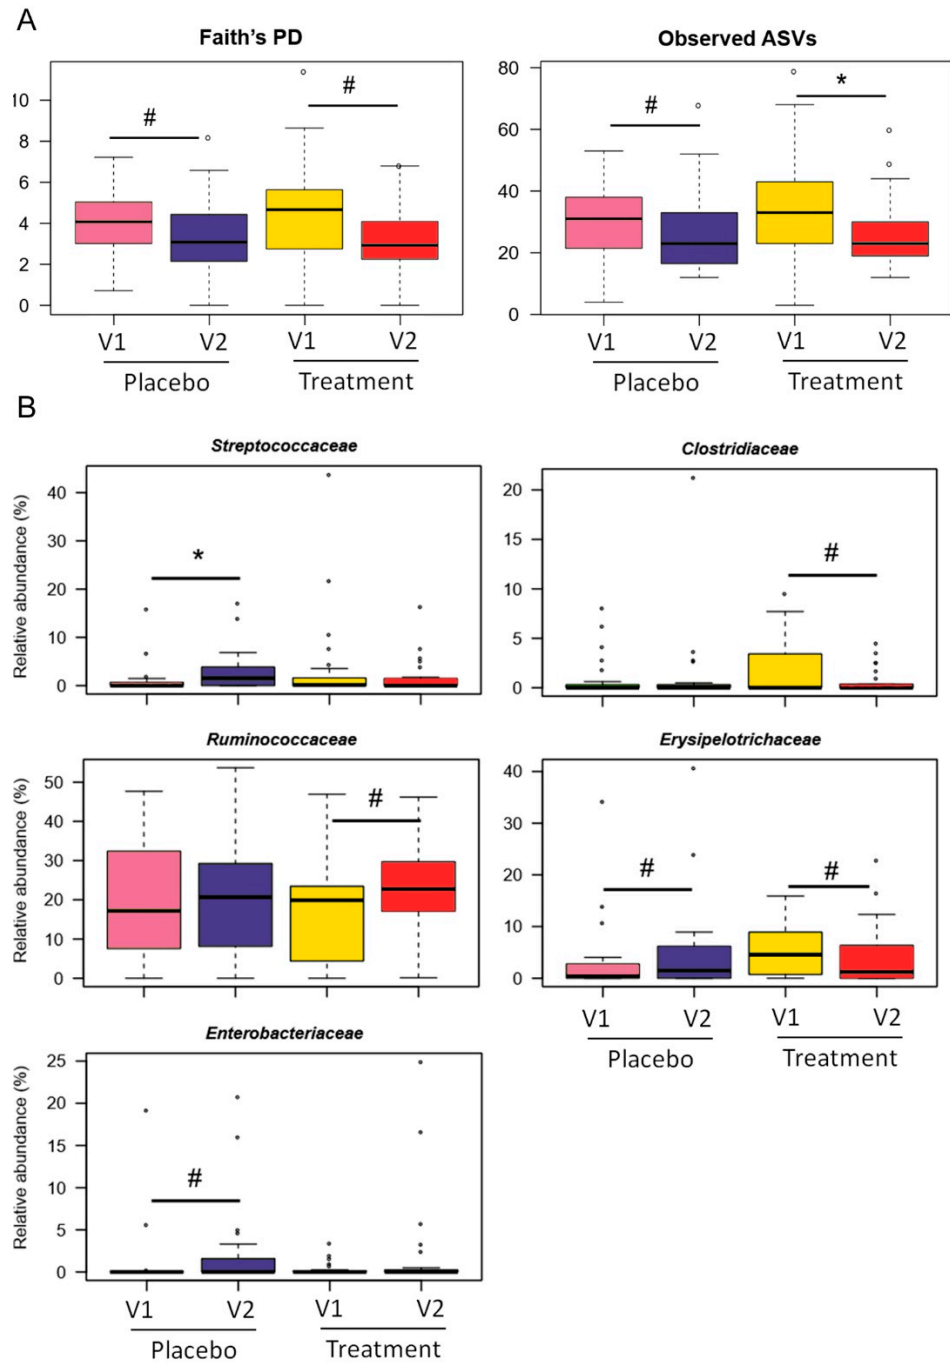 A
Faith's PD
Observed ASVs
10
8
6
4
2
0
#
#
80
60
40
20
0
#
*
V1 V2 V1 V2
Placebo Treatment
V1 V2 V1 V2
Placebo Treatment
B
Streptococcaceae
Clostridiaceae
Relative abundance (%)
40
30
20
10
0
*
20
15
10
5
0
#
Ruminococcaceae
Erysipelotrichaceae
Relative abundance (%)
50
40
30
20
10
0
#
40
30
20
10
0
#
#
V1 V2 V1 V2
Placebo Treatment
Enterobacteriaceae
Relative abundance (%)
25
20
15
10
5
0
#
V1 V2 V1 V2
Placebo Treatment